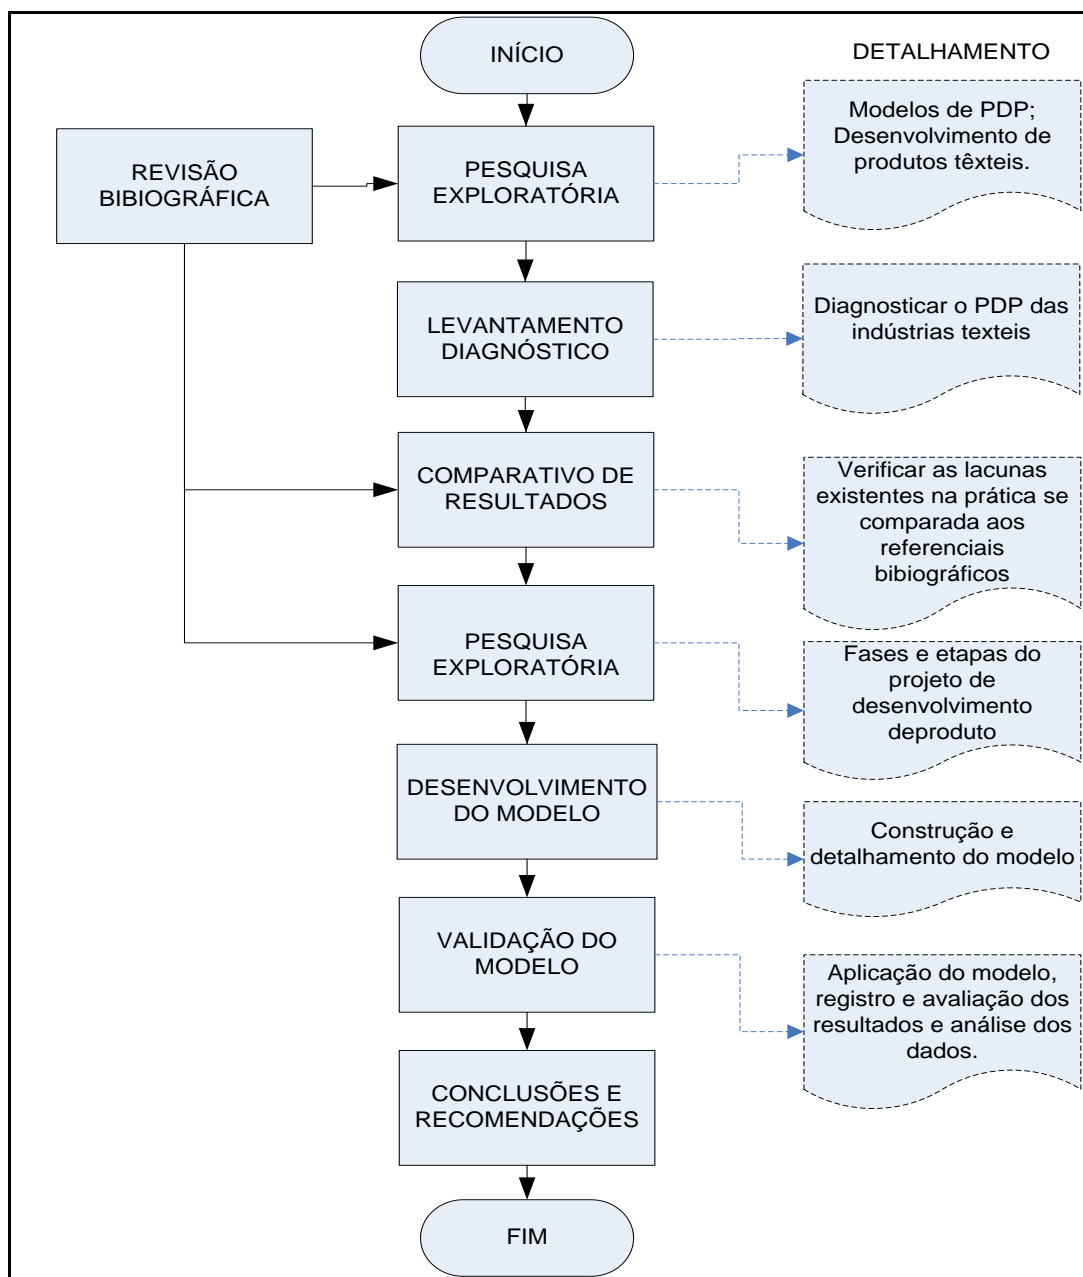 INÍCIO
DETALHAMENTO
REVISÃO
BIBIOGRÁFICA
PESQUISA
EXPLORATÓRIA
Modelos de PDP;
Desenvolvimento de
produtos têxteis.
LEVANTAMENTO
DIAGNÓSTICO
Diagnosticar o PDP das
indústrias texteis
COMPARATIVO DE
RESULTADOS
Verificar as lacunas
existentes na prática se
comparada aos
referenciais
bibiográficos
PESQUISA
EXPLORATÓRIA
Fases e etapas do
projeto de
desenvolvimento
deproduto
DESENVOLVIMENTO
DO MODELO
Construção e
detalhamento do modelo
VALIDAÇÃO DO
MODELO
Aplicação do modelo,
registro e avaliação dos
resultados e análise dos
dados.
CONCLUSÕES E
RECOMENDAÇÕES
FIM